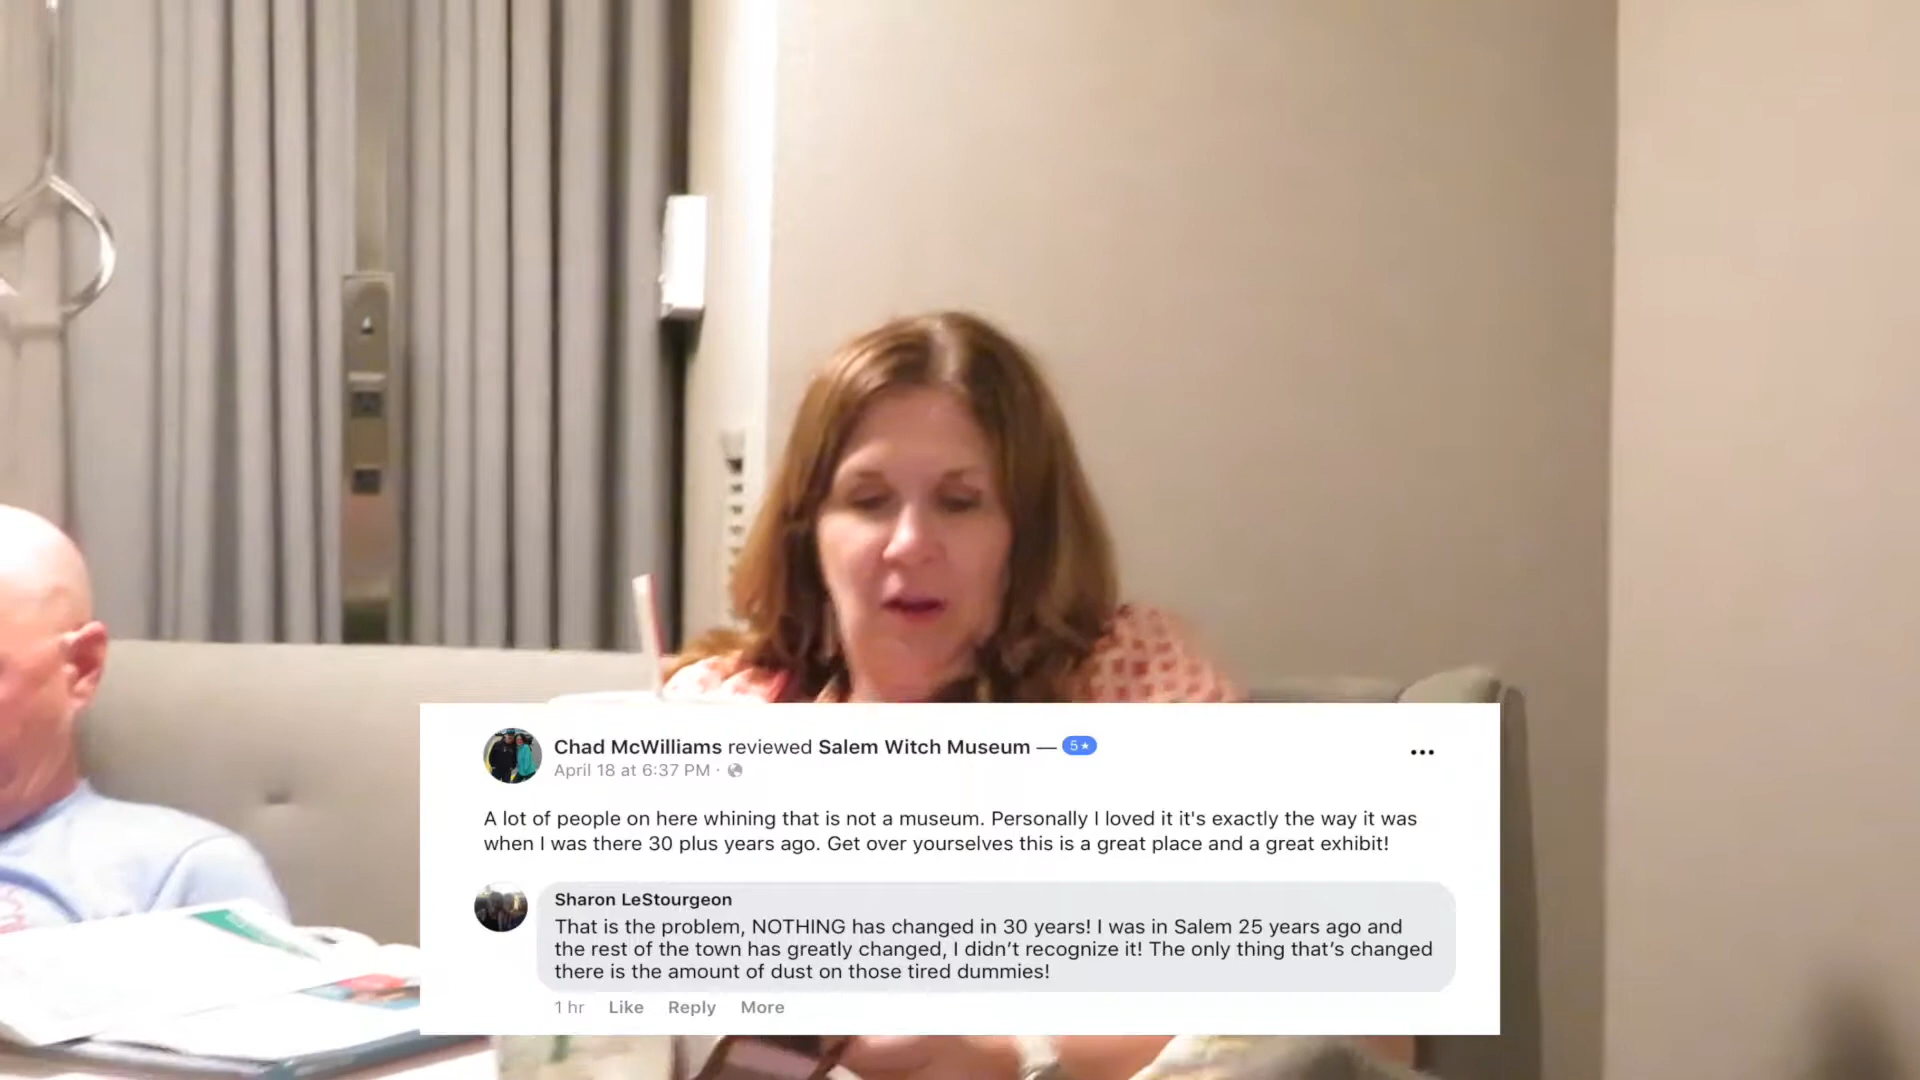 Chad McWilliams reviewed Salem Witch Museum — 5★
April 18 at 6:37 PM ·
A lot of people on here whining that is not a museum. Personally I loved it it's exactly the way it was
when I was there 30 plus years ago. Get over yourselves this is a great place and a great exhibit!
Sharon LeStourgeon
That is the problem, NOTHING has changed in 30 years! I was in Salem 25 years ago and
the rest of the town has greatly changed, I didn’t recognize it! The only thing that’s changed
there is the amount of dust on those tired dummies!
1 hr Like Reply More